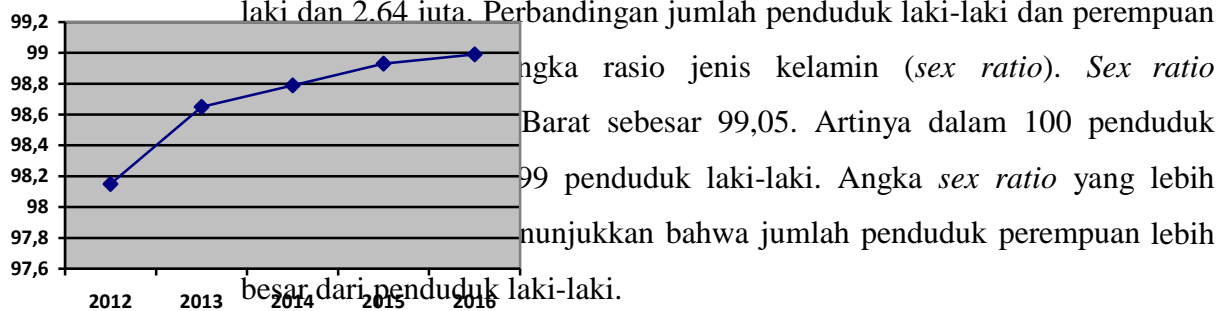 laki dan 2,64 juta. Perbandingan jumlah penduduk laki-laki dan perempuan
rasio jenis kelamin (sex ratio). Sex ratio
Barat sebesar 99,05. Artinya dalam 100 penduduk
99 penduduk laki-laki. Angka sex ratio yang lebih
bahwa jumlah penduduk perempuan lebih
besar dari penduduk laki-laki.
99,2
99
98,8
98,6
98,4
98,2
98
97,8
97,6
2012 2013 2014 2015 2016